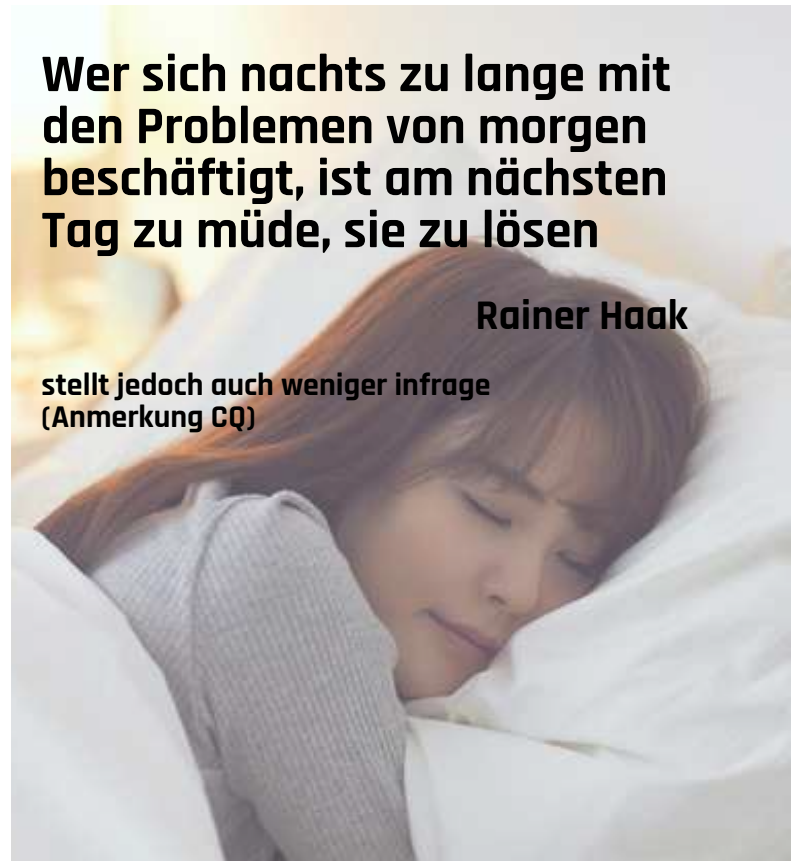 Wer sich nachts zu lange mit
den Problemen von morgen
beschäftigt, ist am nächsten
Tag zu müde, sie zu lösen
Rainer Haak
stellt jedoch auch weniger infrage
(Anmerkung CQ)